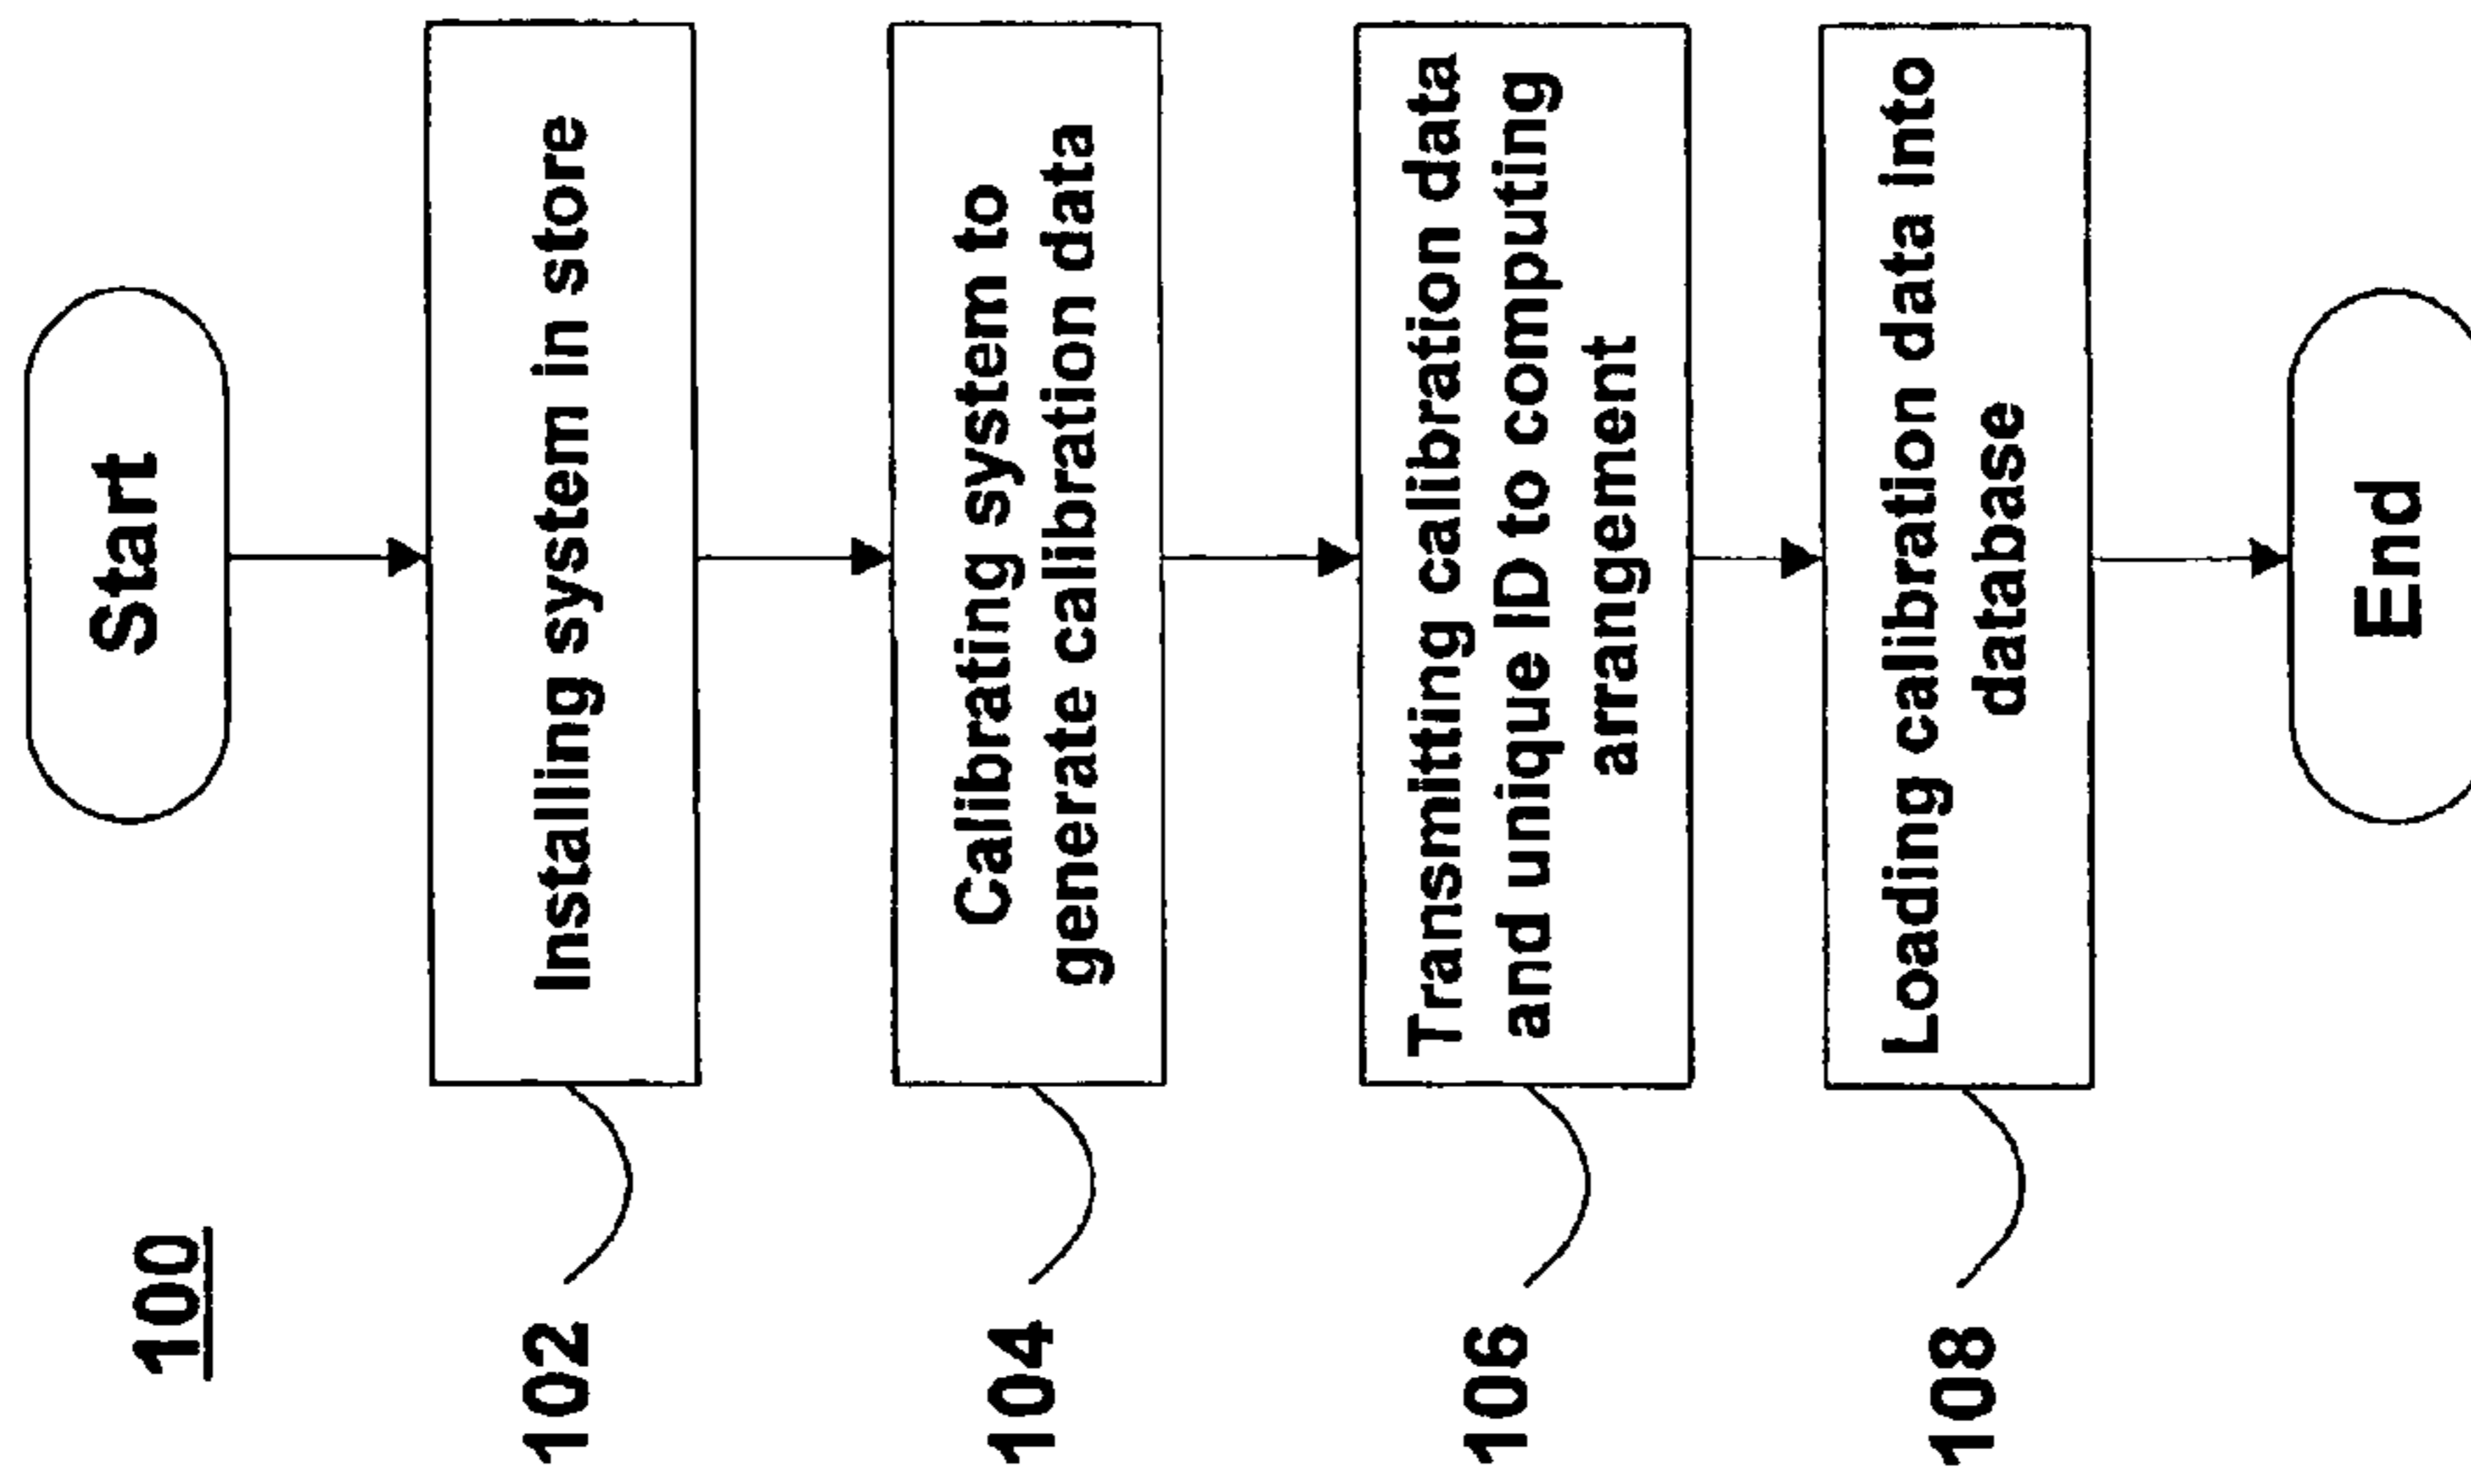 100
Start
102
Installing system in store
104
Calibrating system to
generate calibration data
106
Transmitting calibration data
and unique ID to computing
arrangement
108
Loading calibration data into
database
End